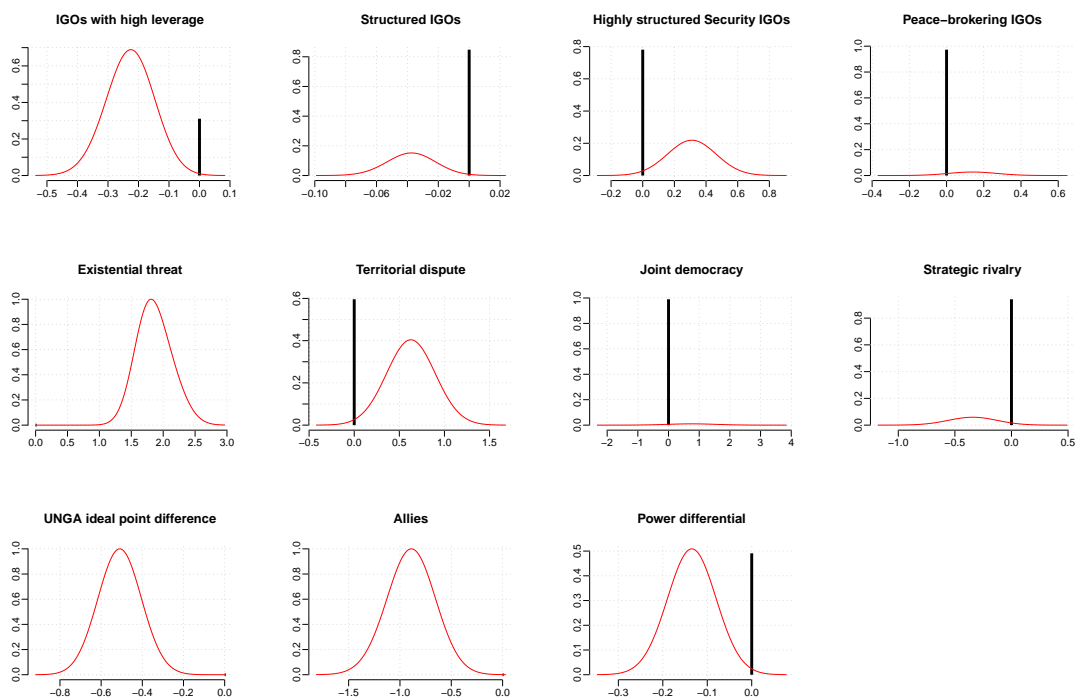 IGOs with high leverage
Structured IGOs
Highly structured Security IGOs
Peace−brokering IGOs
0.0 0.2 0.4 0.6
−0.5 −0.4 −0.3 −0.2 −0.1 0.0 0.1
0.0 0.2 0.4 0.6 0.8
−0.10 −0.06 −0.02 0.02
0.0 0.2 0.4 0.6 0.8
−0.2 0.0 0.2 0.4 0.6 0.8
0.0 0.2 0.4 0.6 0.8 1.0
−0.4 −0.2 0.0 0.2 0.4 0.6
Existential threat
Territorial dispute
Joint democracy
Strategic rivalry
0.0 0.2 0.4 0.6 0.8 1.0
0.0 0.5 1.0 1.5 2.0 2.5 3.0
0.0 0.2 0.4 0.6
−0.5 0.0 0.5 1.0 1.5
0.0 0.2 0.4 0.6 0.8 1.0
−2 −1 0 1 2 3 4
0.0 0.2 0.4 0.6 0.8
−1.0 −0.5 0.0 0.5
UNGA ideal point difference
Allies
Power differential
0.0 0.2 0.4 0.6 0.8 1.0
−0.8 −0.6 −0.4 −0.2 0.0
0.0 0.2 0.4 0.6 0.8 1.0
−1.5 −1.0 −0.5 0.0
0.0 0.1 0.2 0.3 0.4 0.5
−0.3 −0.2 −0.1 0.0